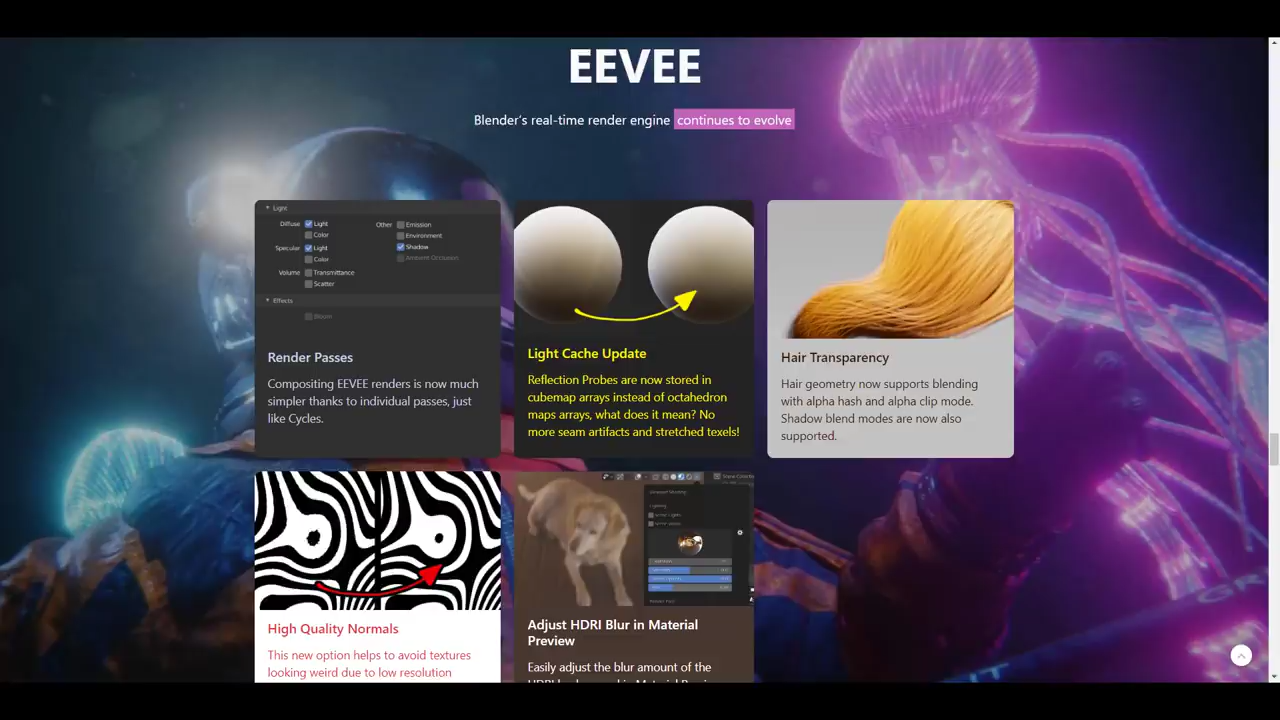 EEVEE
Blender's real-time render engine continues to evolve
Light
Diffuse
Light
Color
Specular
Light
Color
Volume
Transmittance
Scatter
Other
Emission
Environment
Shadow
Ambient Occlusion
Effects
Bloom
Render Passes
Compositing EEVEE renders is now much
simpler thanks to individual passes, just
like Cycles.
Light Cache Update
Reflection Probes are now stored in
cubemap arrays instead of octahedron
maps arrays, what does it mean? No
more seam artifacts and stretched texels!
Hair Transparency
Hair geometry now supports blending
with alpha hash and alpha clip mode.
Shadow blend modes are now also
supported.
High Quality Normals
This new option helps to avoid textures
looking weird due to low resolution
Adjust HDRI Blur in Material
Preview
Easily adjust the blur amount of the